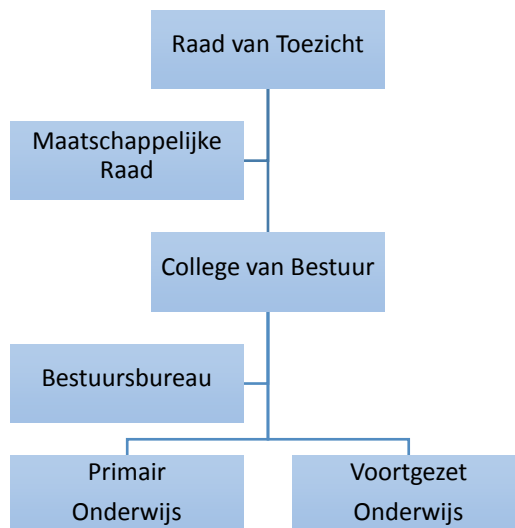 Raad van Toezicht
Maatschappelijke
Raad
College van Bestuur
Bestuursbureau
Primair
Onderwijs
Voortgezet
Onderwijs